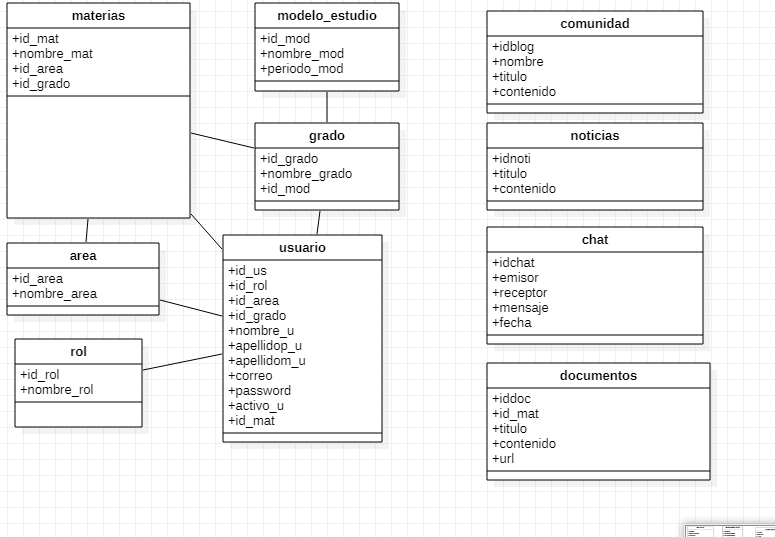 materias
+id_mat
+nombre_mat
+id_area
+id_grado
modelo_estudio
+id_mod
+nombre_mod
+periodo_mod
grado
+id_grado
+nombre_grado
+id_mod
area
+id_area
+nombre_area
rol
+id_rol
+nombre_rol
usuario
+id_us
+id_rol
+id_area
+id_grado
+nombre_u
+apellidop_u
+apellidom_u
+correo
+password
+activo_u
+id_mat
comunidad
+idblog
+nombre
+titulo
+contenido
noticias
+idnoti
+titulo
+contenido
chat
+idchat
+emisor
+receptor
+mensaje
+fecha
documentos
+iddoc
+id_mat
+titulo
+contenido
+url